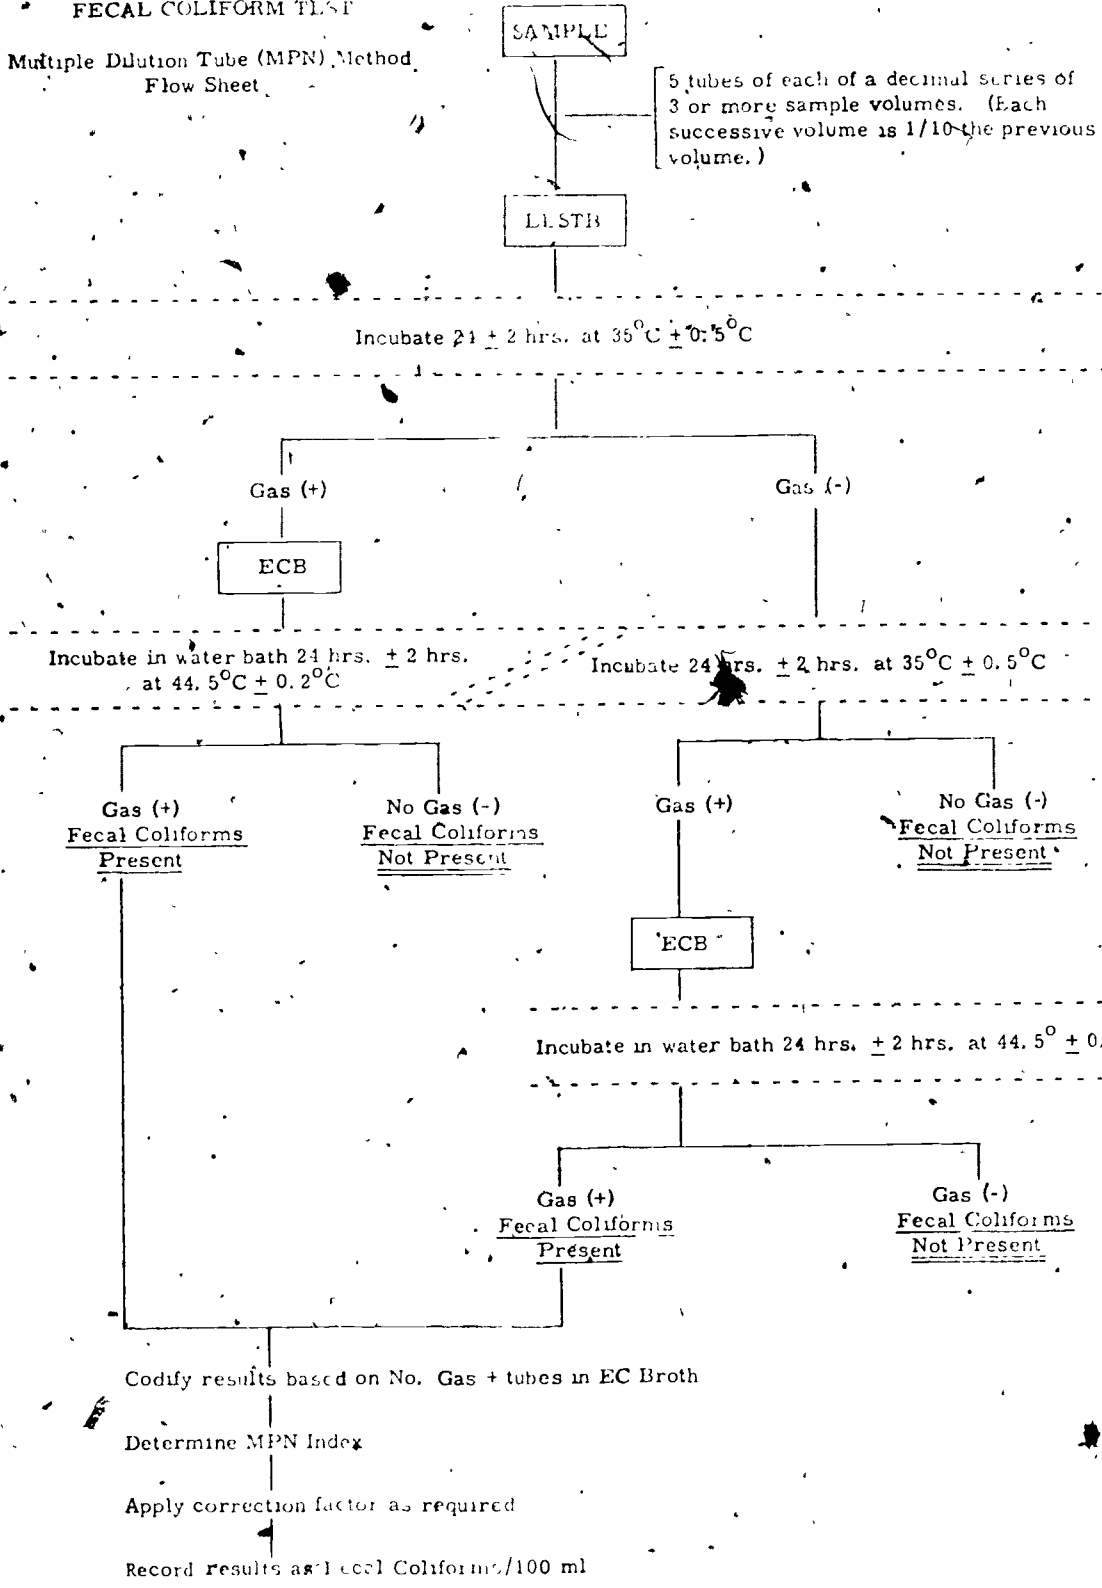 FECAL COLIFORM TEST
Multiple Dilution Tube (MPN) Method
Flow Sheet
SAMPLE
5 tubes of each of a decimal series of
3 or more sample volumes. (Each
successive volume is 1/10 the previous
volume.)
LLSTB
Incubate 24 ± 2 hrs. at 35°C ± 0.5°C
Gas (+)
Gas (-)
ECB
Incubate in water bath 24 hrs. ± 2 hrs.
at 44.5°C ± 0.2°C
Incubate 24 hrs. ± 2 hrs. at 35°C ± 0.5°C
Gas (+)
Fecal Coliforms
Present
No Gas (-)
Fecal Coliforms
Not Present
Gas (+)
No Gas (-)
Fecal Coliforms
Not Present
ECB
Incubate in water bath 24 hrs. ± 2 hrs. at 44.5° ± 0.
Gas (+)
Fecal Coliforms
Present
Gas (-)
Fecal Coliforms
Not Present
Codify results based on No. Gas + tubes in EC Broth
Determine MPN Index
Apply correction factor as required
Record results as Fecal Coliforms/100 ml